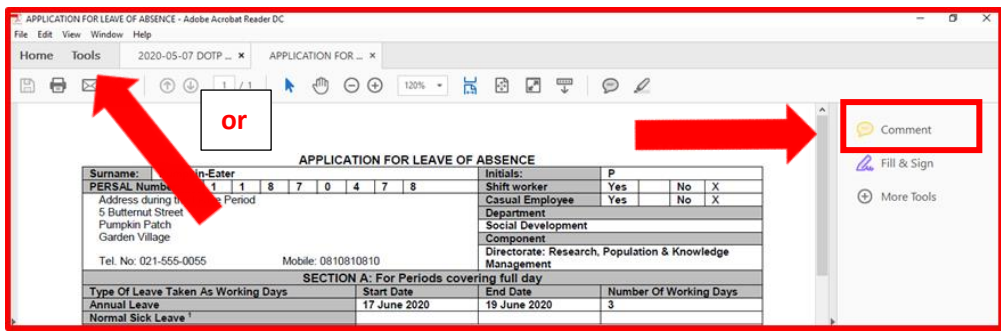 APPLICATION FOR LEAVE OF ABSENCE - Adobe Acrobat Reader DC
File Edit View Window Help
Home Tools 2020-05-07 DOTP ... × APPLICATION FOR ... ×
1 / 1 120%
or
Comment
Fill & Sign
More Tools
APPLICATION FOR LEAVE OF ABSENCE
Surname: Initials: P
PERSAL 1 1 8 7 0 4 7 8 Shift worker Yes No X
Address during Period Casual Employee Yes No X
5 Butternut Street Department
Pumpkin Patch Social Development
Garden Village Component
Directorate: Research, Population & Knowledge Management
Tel. No: 021-555-0055 Mobile: 0810810810
SECTION A: For Periods covering full day
Type Of Leave Taken As Working Days Start Date End Date Number Of Working Days
Annual Leave 17 June 2020 19 June 2020 3
Normal Sick Leave ¹